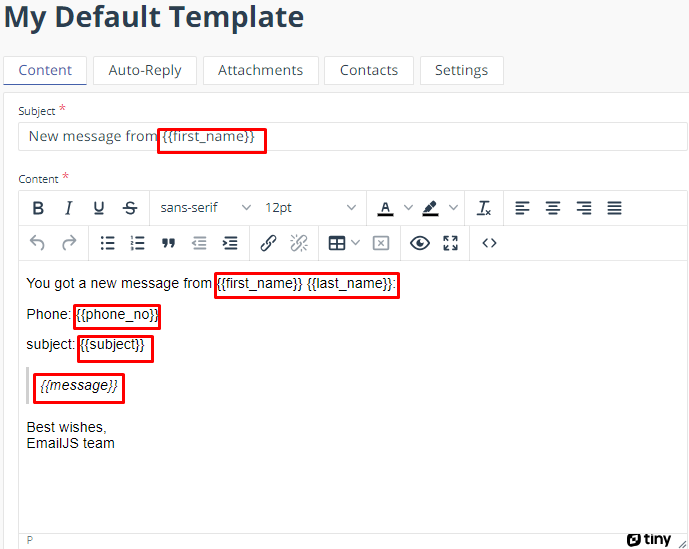 My Default Template
Content Auto-Reply Attachments Contacts Settings
Subject *
New message from {{first_name}}
Content *
B I U S sans-serif 12pt A
You got a new message from {{first_name}} {{last_name}}:
Phone: {{phone_no}}
subject: {{subject}}
{{message}}
Best wishes,
EmailJS team
P tiny